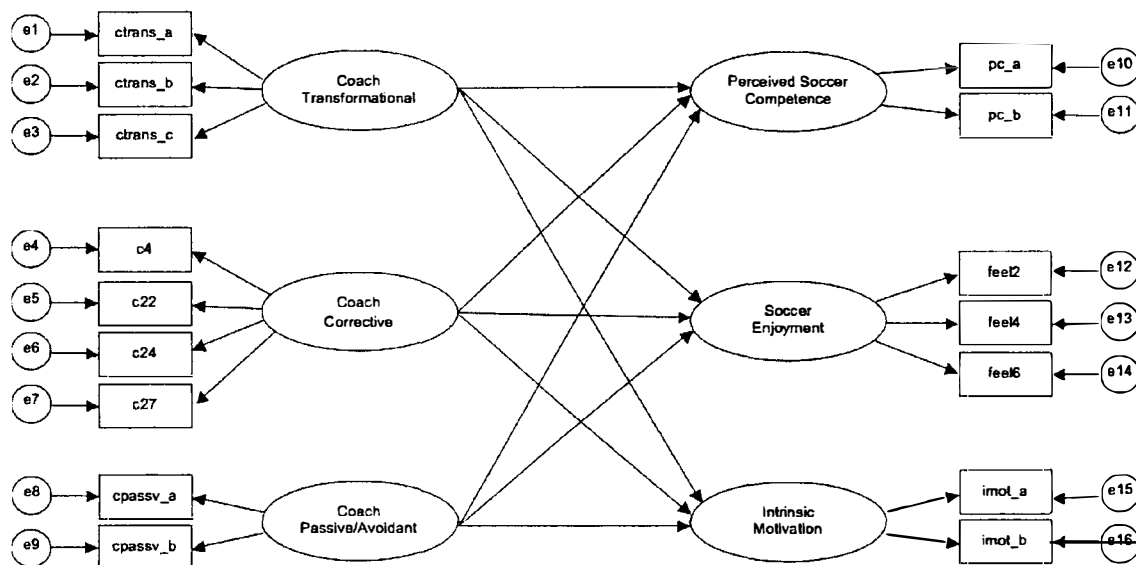 e1
ctrans_a
e2
ctrans_b
e3
ctrans_c
Coach
Transformational
Perceived Soccer
Competence
pc_a
e10
pc_b
e11
e4
c4
e5
c22
e6
c24
e7
c27
Coach
Corrective
Soccer
Enjoyment
feel2
e12
feel4
e13
feel6
e14
e8
cpassv_a
e9
cpassv_b
Coach
Passive/Avoidant
Intrinsic
Motivation
imot_a
e15
imot_b
e16